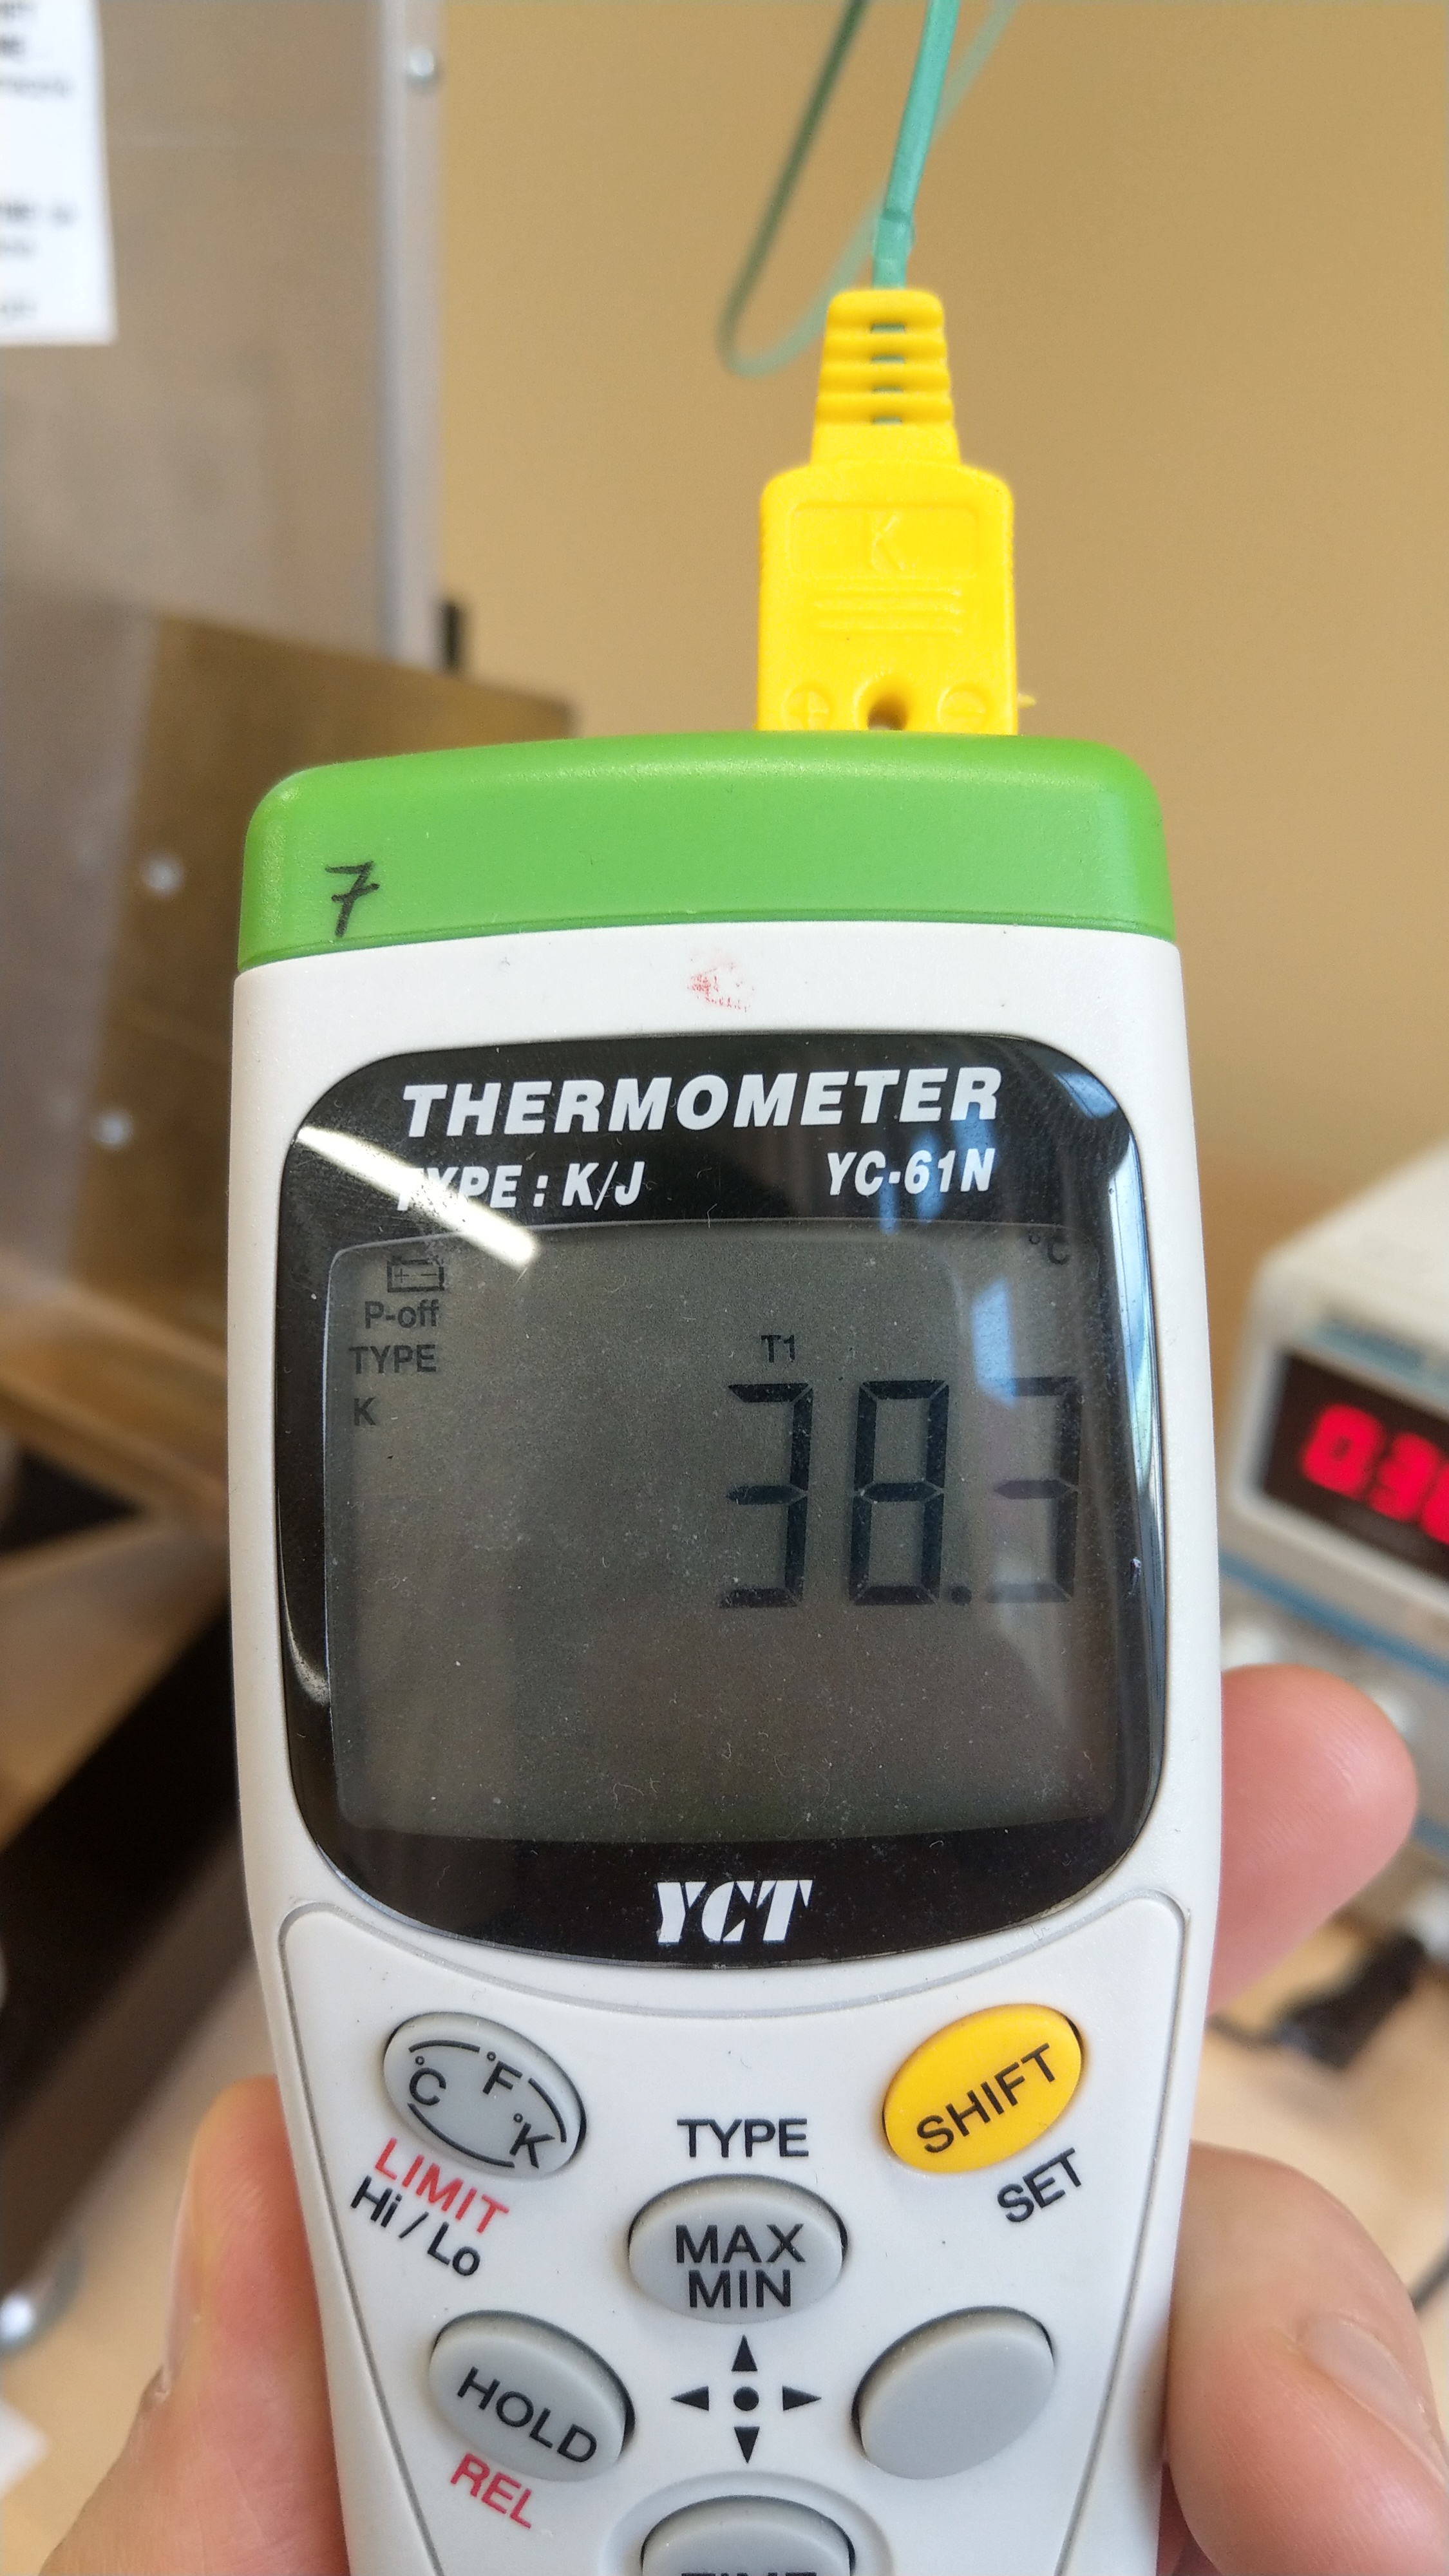 K
7
THERMOMETER
TYPE : K/J YC-61N
°C
P-off
TYPE
T1
K
38.3
YCT
°C °F °K
SHIFT
LIMIT
Hi / Lo
TYPE
SET
MAX
MIN
HOLD
REL
TIME